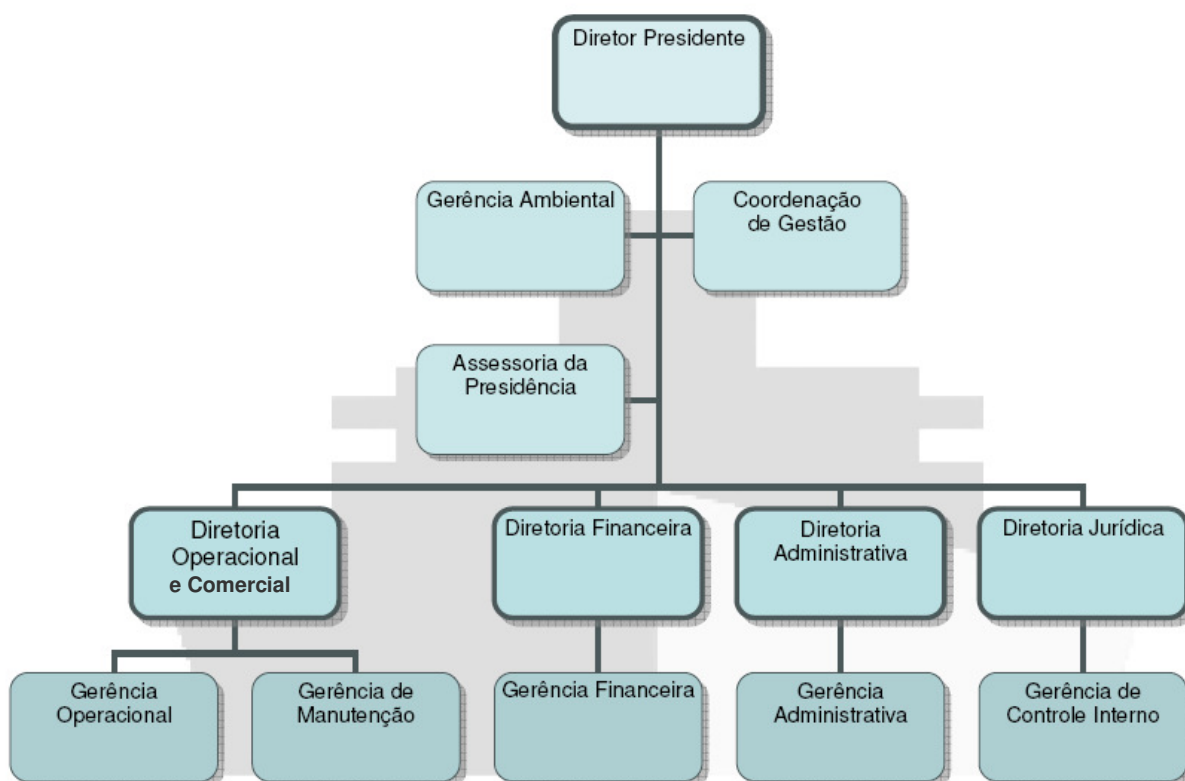 Diretor Presidente
Gerência Ambiental
Coordenação
de Gestão
Assessoria da
Presidência
Diretoria
Operacional
e Comercial
Diretoria Financeira
Diretoria
Administrativa
Diretoria Jurídica
Gerência
Operacional
Gerência de
Manutenção
Gerência Financeira
Gerência
Administrativa
Gerência de
Controle Interno